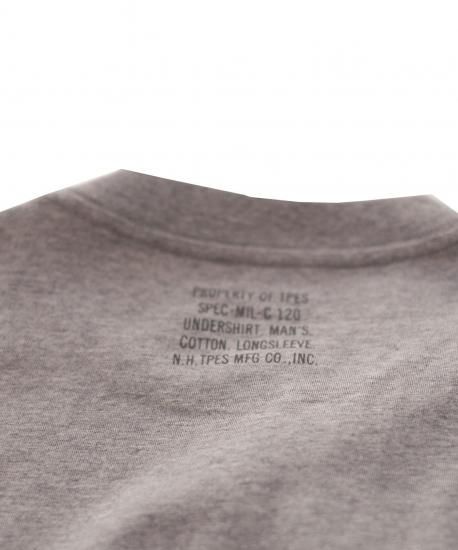 PROPERTY OF TPES
SPEC-MIL-C 120
UNDERSHIRT, MAN'S,
COTTON, LONGSLEEVE,
N.H.TPES MFG CO.,INC.